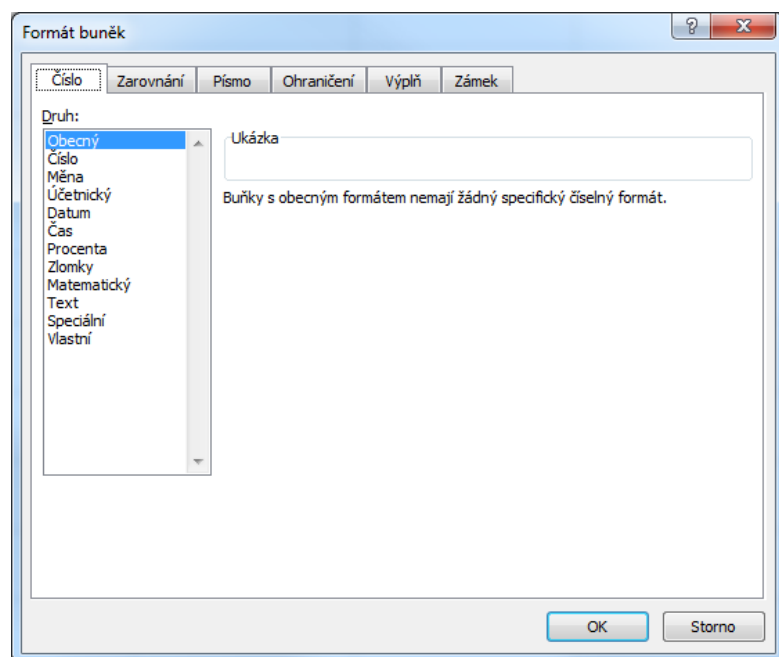 Formát buněk
Číslo Zarovnání Písmo Ohraničení Výplň Zámek
Druh:
Obecný
Číslo
Měna
Účetnický
Datum
Čas
Procenta
Zlomky
Matematický
Text
Speciální
Vlastní
Ukázka
Buňky s obecným formátem nemají žádný specifický číselný formát.
OK Storno